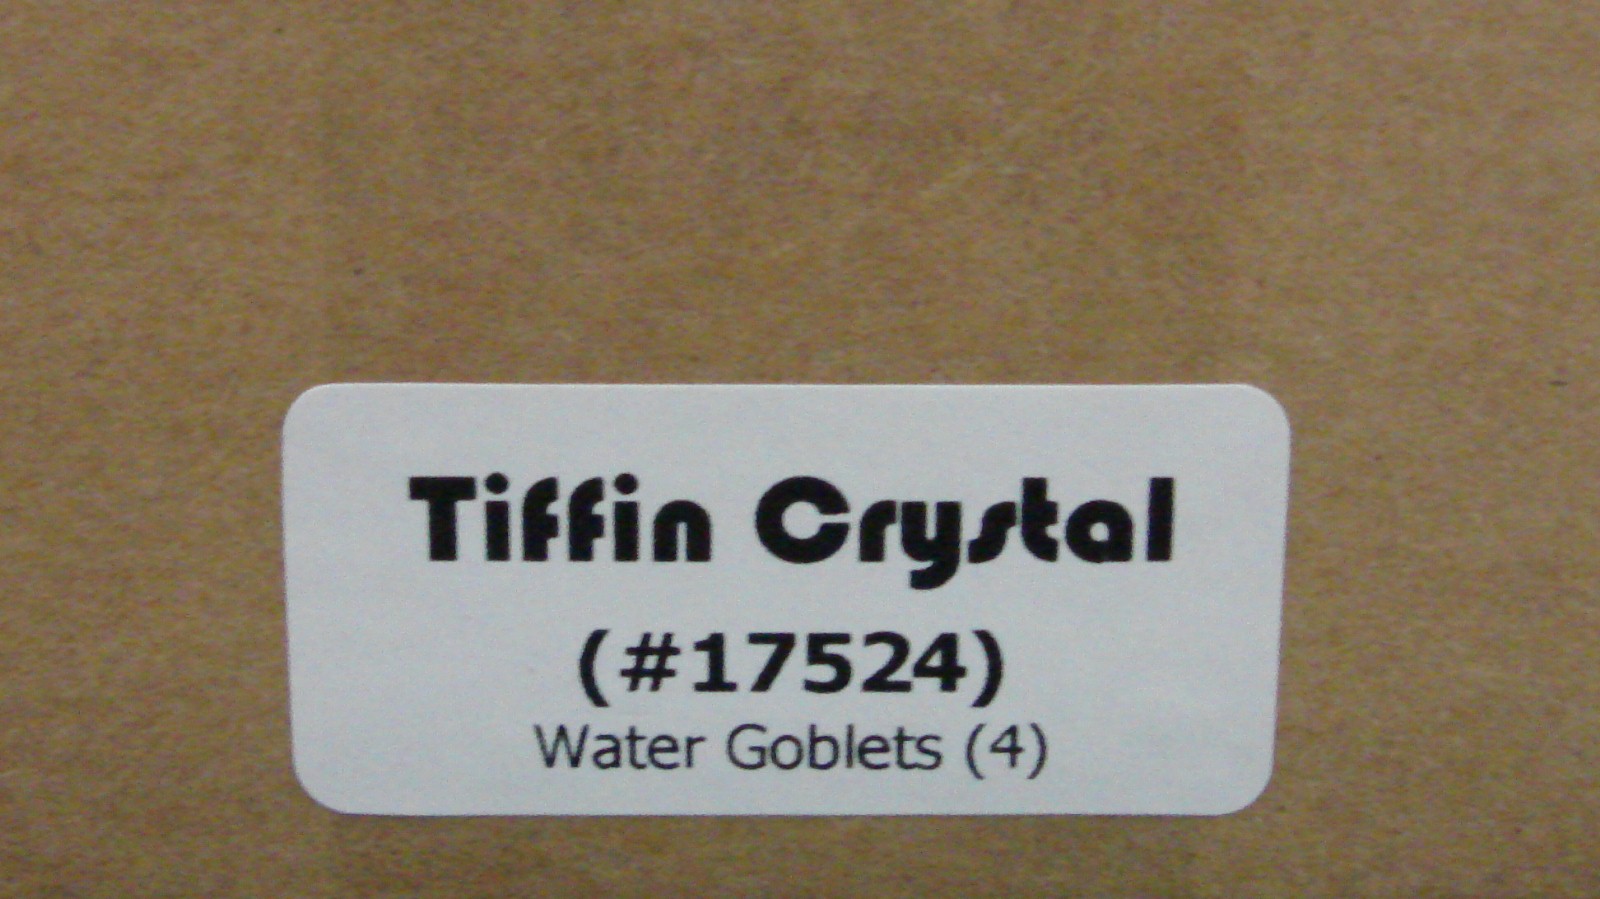 Tiffin Crystal
(#17524)
Water Goblets (4)